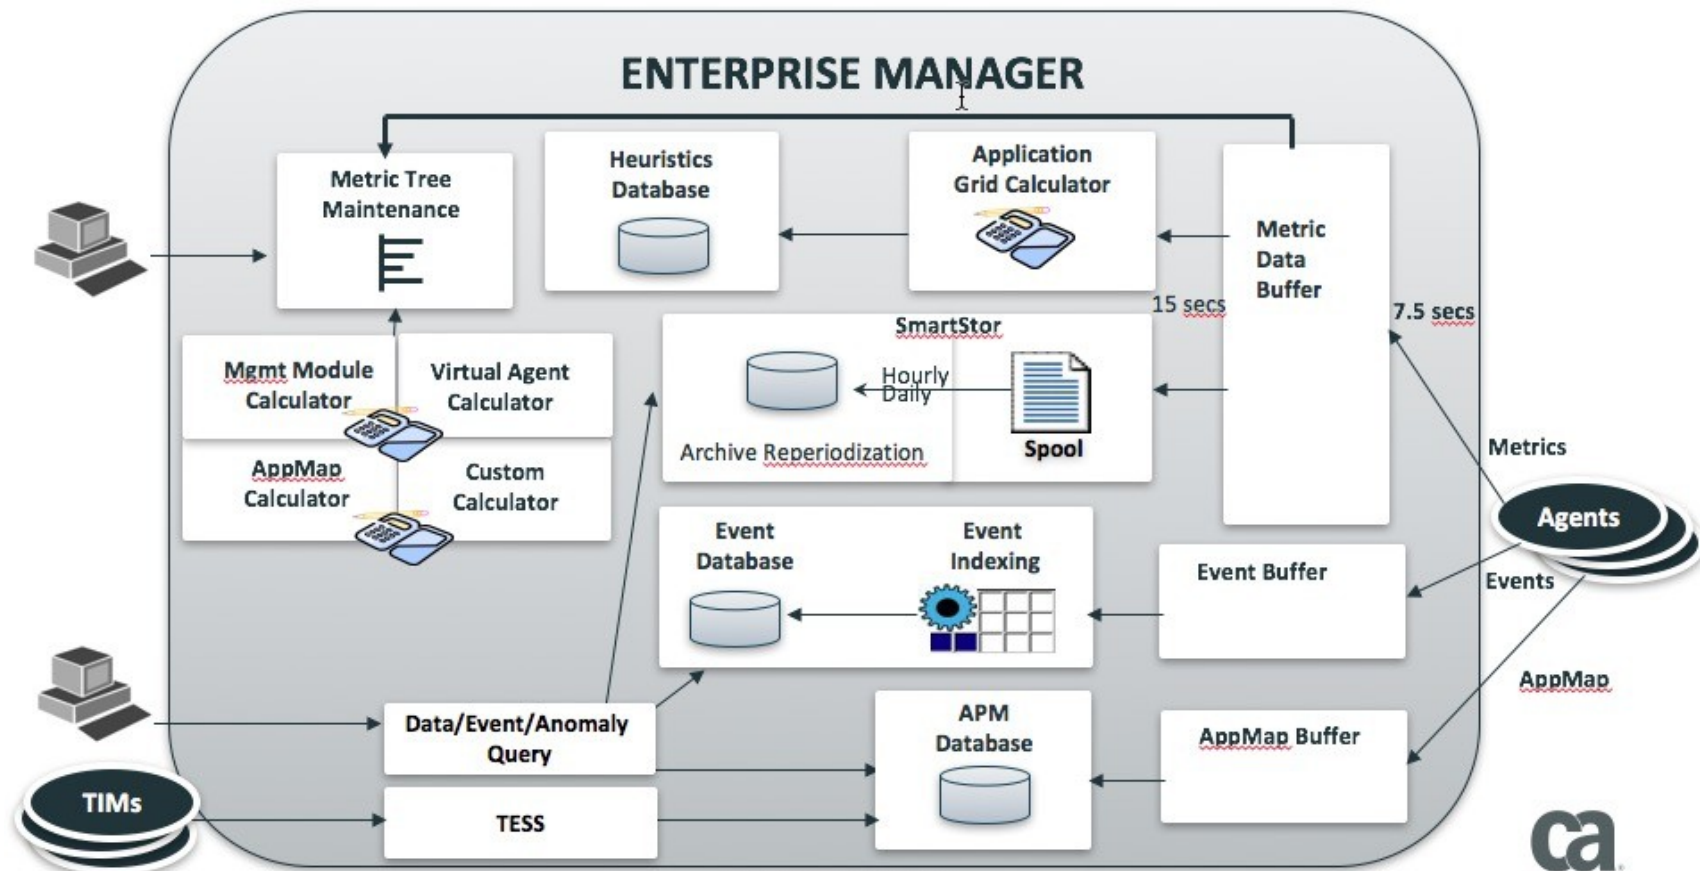 ENTERPRISE MANAGER
Metric Tree
Maintenance
Heuristics
Database
Application
Grid Calculator
Metric
Data
Buffer
15 secs
7.5 secs
SmartStor
Hourly
Daily
Archive Reperiodization
Spool
Mgmt Module
Calculator
Virtual Agent
Calculator
AppMap
Calculator
Custom
Calculator
Metrics
Agents
Events
AppMap
Event
Database
Event
Indexing
Event Buffer
Data/Event/Anomaly
Query
APM
Database
AppMap Buffer
TIMs
TESS
ca